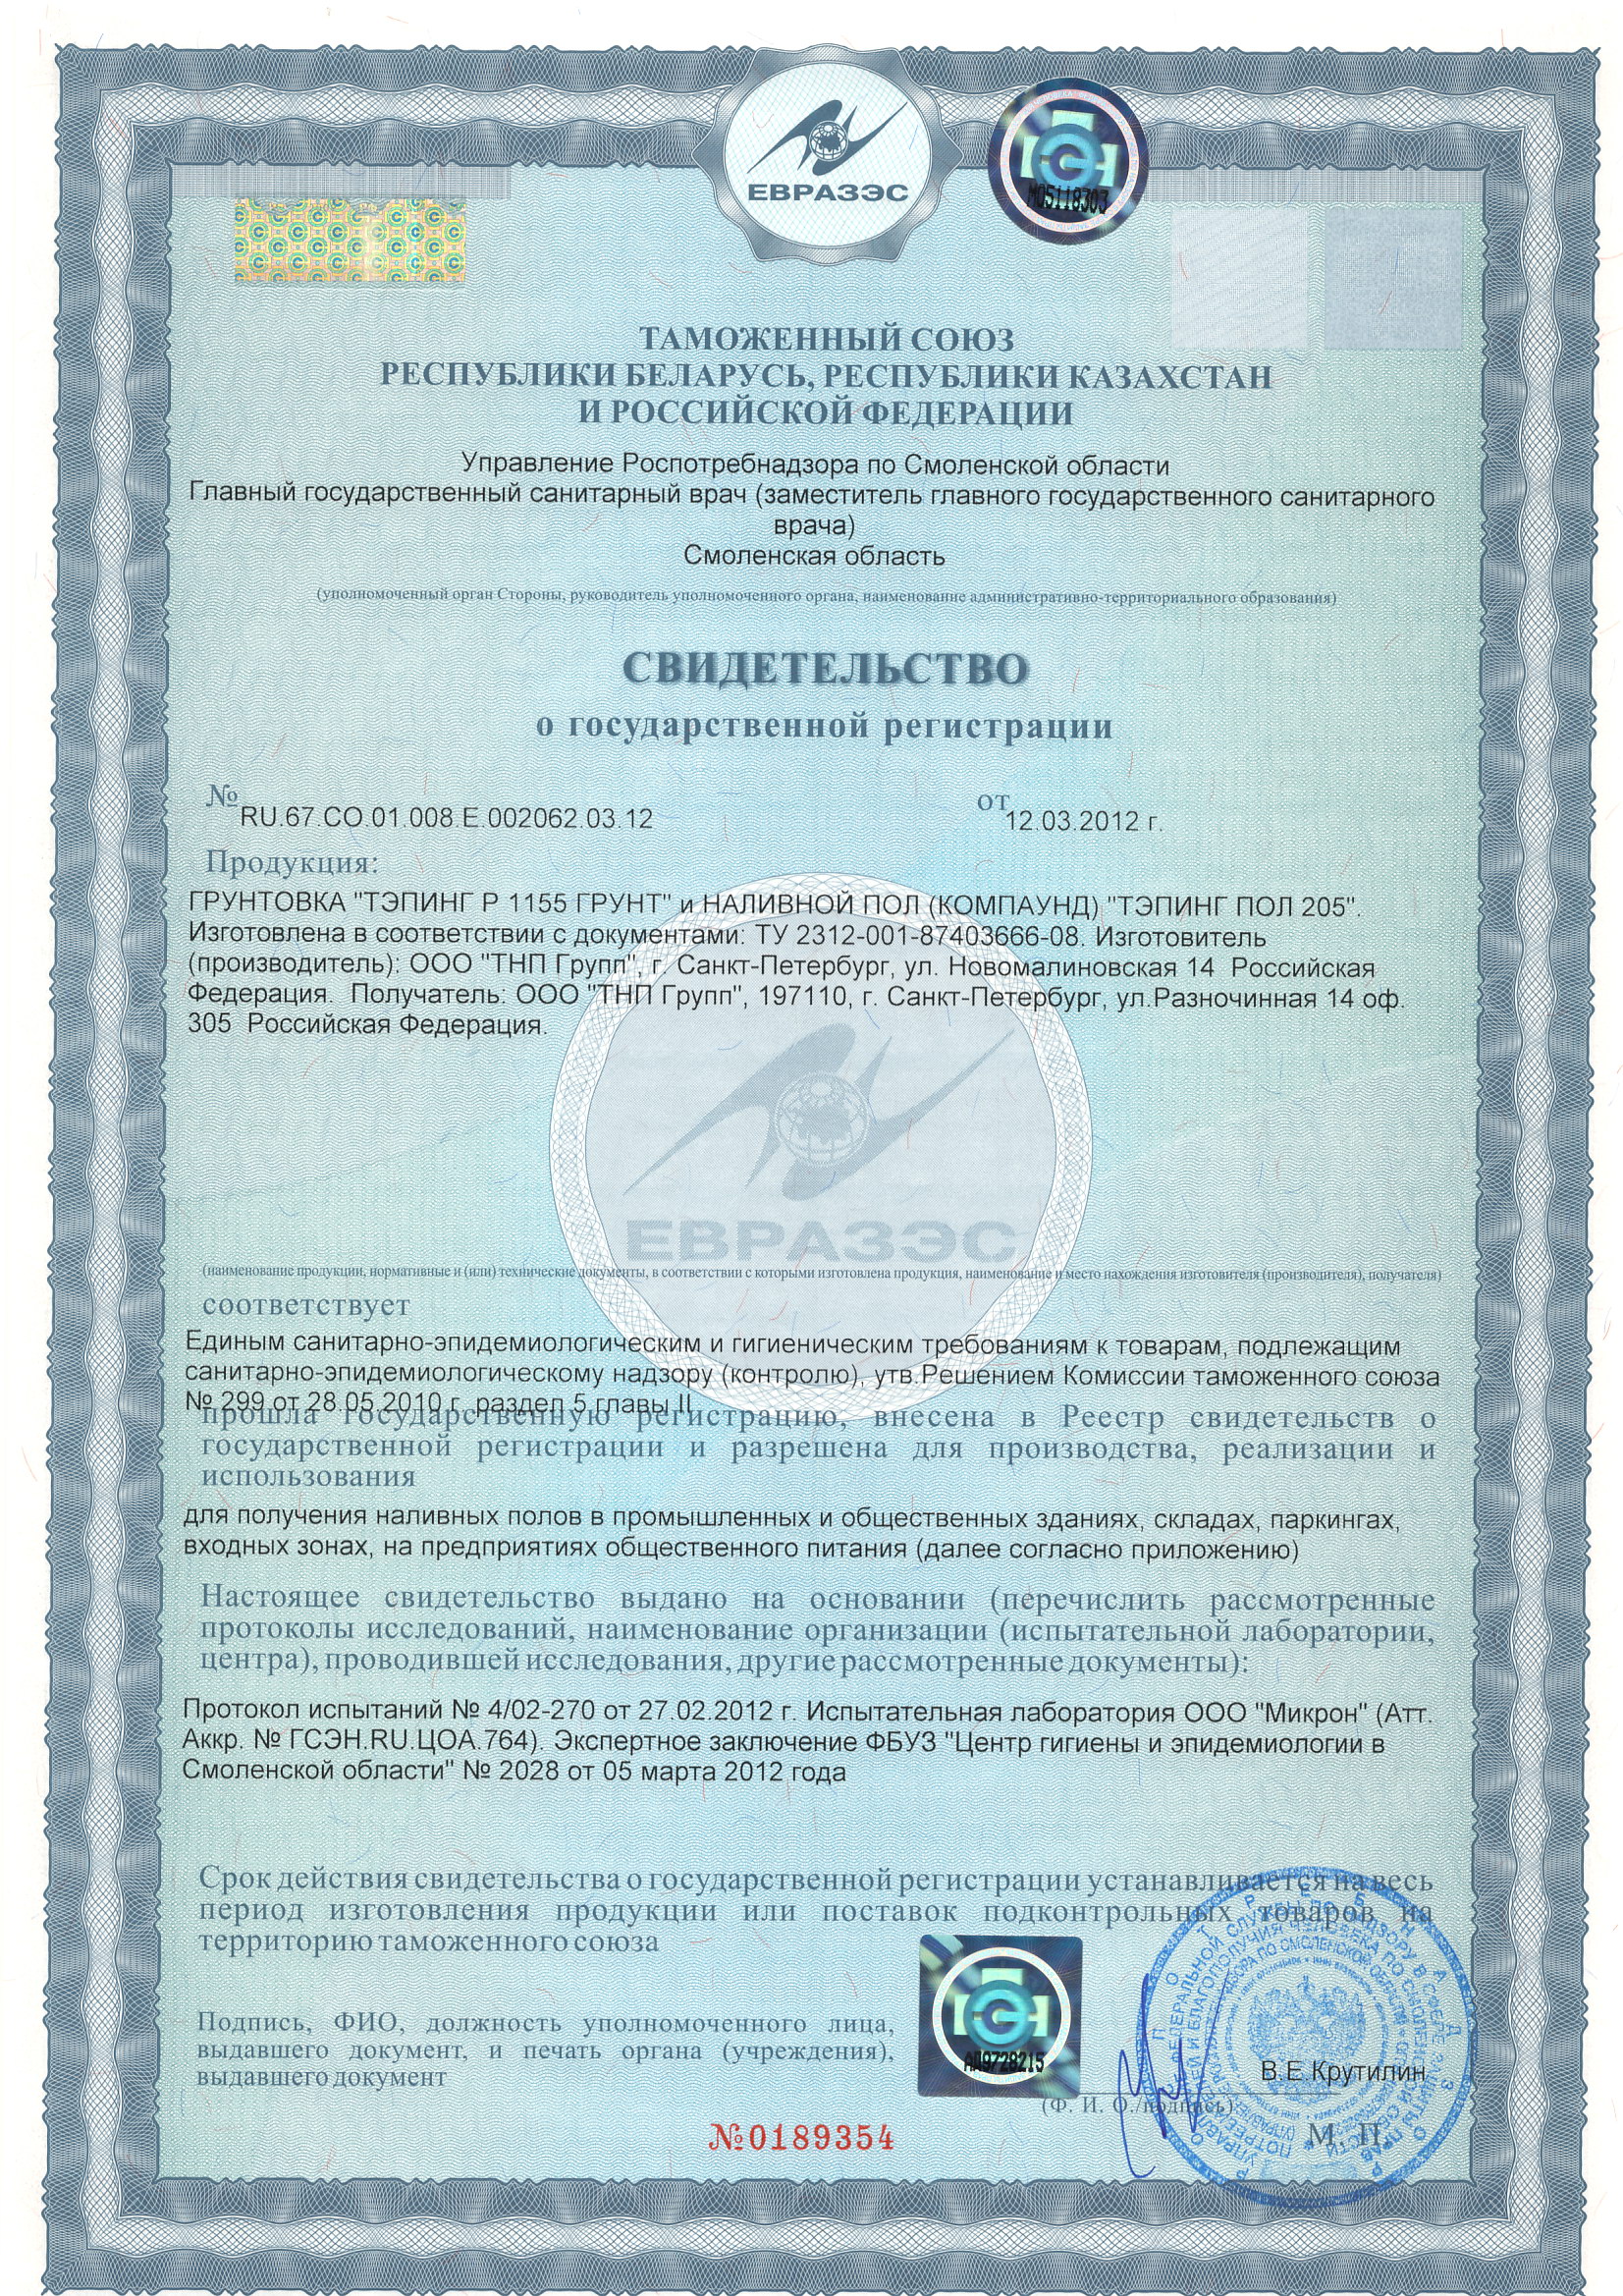 ЕВРАЗЭС
М05118303
ТАМОЖЕННЫЙ СОЮЗ
РЕСПУБЛИКИ БЕЛАРУСЬ, РЕСПУБЛИКИ КАЗАХСТАН
И РОССИЙСКОЙ ФЕДЕРАЦИИ
Управление Роспотребнадзора по Смоленской области
Главный государственный санитарный врач (заместитель главного государственного санитарного
врача)
Смоленская область
(уполномоченный орган Стороны, руководитель уполномоченного органа, наименование административно-территориального образования)
СВИДЕТЕЛЬСТВО
о государственной регистрации
№ RU.67.CO.01.008.E.002062.03.12 от 12.03.2012 г.
Продукция:
ГРУНТОВКА "ТЭПИНГ Р 1155 ГРУНТ" и НАЛИВНОЙ ПОЛ (КОМПАУНД) "ТЭПИНГ ПОЛ 205".
Изготовлена в соответствии с документами: ТУ 2312-001-87403666-08. Изготовитель
(производитель): ООО "ТНП Групп", г. Санкт-Петербург, ул. Новомалиновская 14 Российская
Федерация. Получатель: ООО "ТНП Групп", 197110, г. Санкт-Петербург, ул.Разночинная 14 оф.
305 Российская Федерация.
ЕВРАЗЭС
(наименование продукции, нормативные и (или) технические документы, в соответствии с которыми изготовлена продукция, наименование и место нахождения изготовителя (производителя), получателя)
соответствует
Единым санитарно-эпидемиологическим и гигиеническим требованиям к товарам, подлежащим
санитарно-эпидемиологическому надзору (контролю), утв.Решением Комиссии таможенного союза
№ 299 от 28.05.2010 г. раздел 5 главы II
прошла государственную регистрацию, внесена в Реестр свидетельств о
государственной регистрации и разрешена для производства, реализации и
использования
для получения наливных полов в промышленных и общественных зданиях, складах, паркингах,
входных зонах, на предприятиях общественного питания (далее согласно приложению)
Настоящее свидетельство выдано на основании (перечислить рассмотренные
протоколы исследований, наименование организации (испытательной лаборатории,
центра), проводившей исследования, другие рассмотренные документы):
Протокол испытаний № 4/02-270 от 27.02.2012 г. Испытательная лаборатория ООО "Микрон" (Атт.
Аккр. № ГСЭН.RU.ЦОА.764). Экспертное заключение ФБУЗ "Центр гигиены и эпидемиологии в
Смоленской области" № 2028 от 05 марта 2012 года
Срок действия свидетельства о государственной регистрации устанавливается на весь
период изготовления продукции или поставок подконтрольных товаров на
территорию таможенного союза
Подпись, ФИО, должность уполномоченного лица,
выдавшего документ, и печать органа (учреждения),
выдавшего документ
АП9728215
В.Е.Крутилин
(Ф. И. О./подпись)
М. П.
№0189354